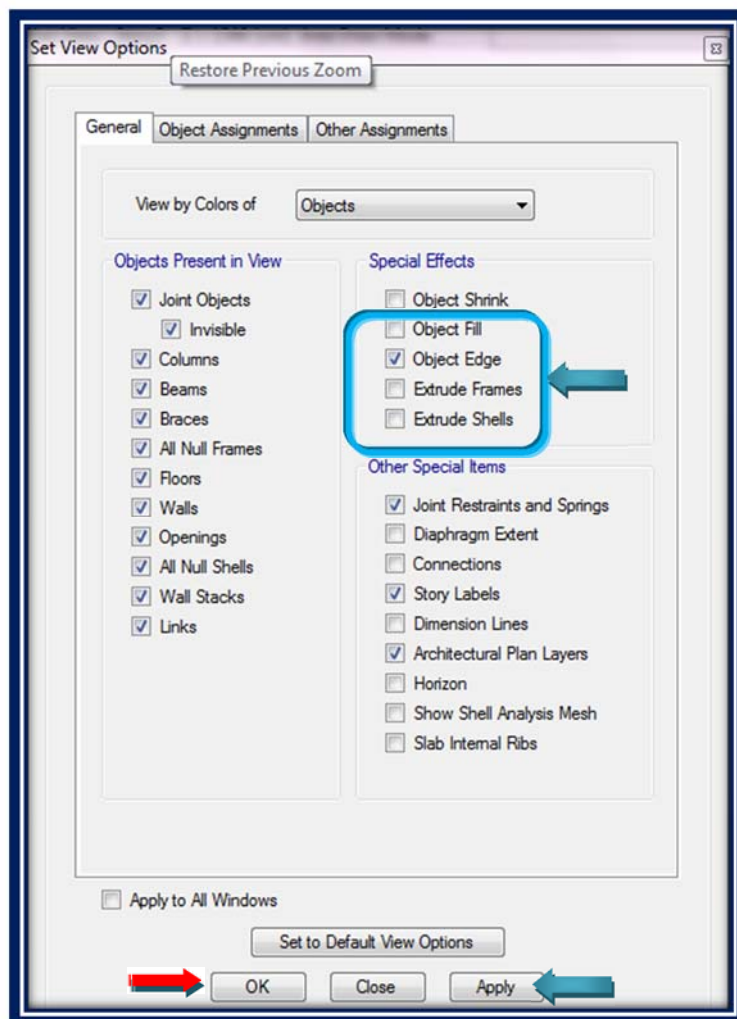 Set View Options
Restore Previous Zoom
General
Object Assignments
Other Assignments
View by Colors of
Objects
Objects Present in View
Joint Objects
Invisible
Columns
Beams
Braces
All Null Frames
Floors
Walls
Openings
All Null Shells
Wall Stacks
Links
Special Effects
Object Shrink
Object Fill
Object Edge
Extrude Frames
Extrude Shells
Other Special Items
Joint Restraints and Springs
Diaphragm Extent
Connections
Story Labels
Dimension Lines
Architectural Plan Layers
Horizon
Show Shell Analysis Mesh
Slab Internal Ribs
Apply to All Windows
Set to Default View Options
OK
Close
Apply